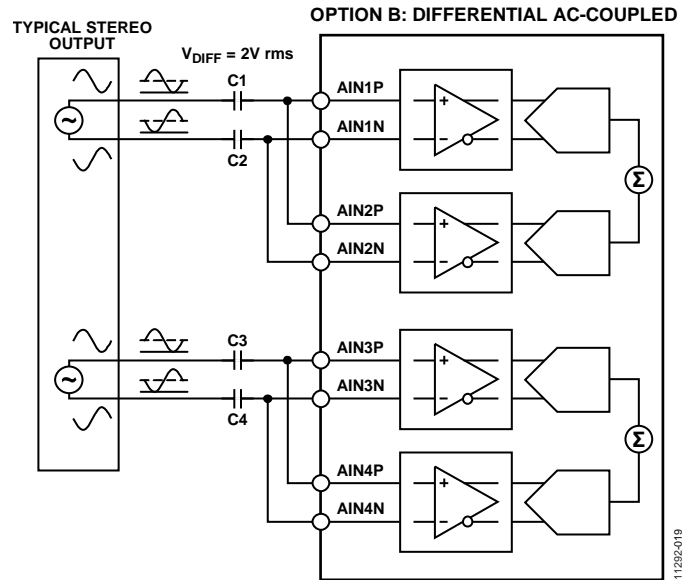 OPTION B: DIFFERENTIAL AC-COUPLED
TYPICAL STEREO
OUTPUT
V_DIFF = 2V rms
C1
C2
AIN1P
AIN1N
+
−
Σ
AIN2P
AIN2N
+
−
~
C3
C4
AIN3P
AIN3N
+
−
Σ
AIN4P
AIN4N
+
−
~
11292-019